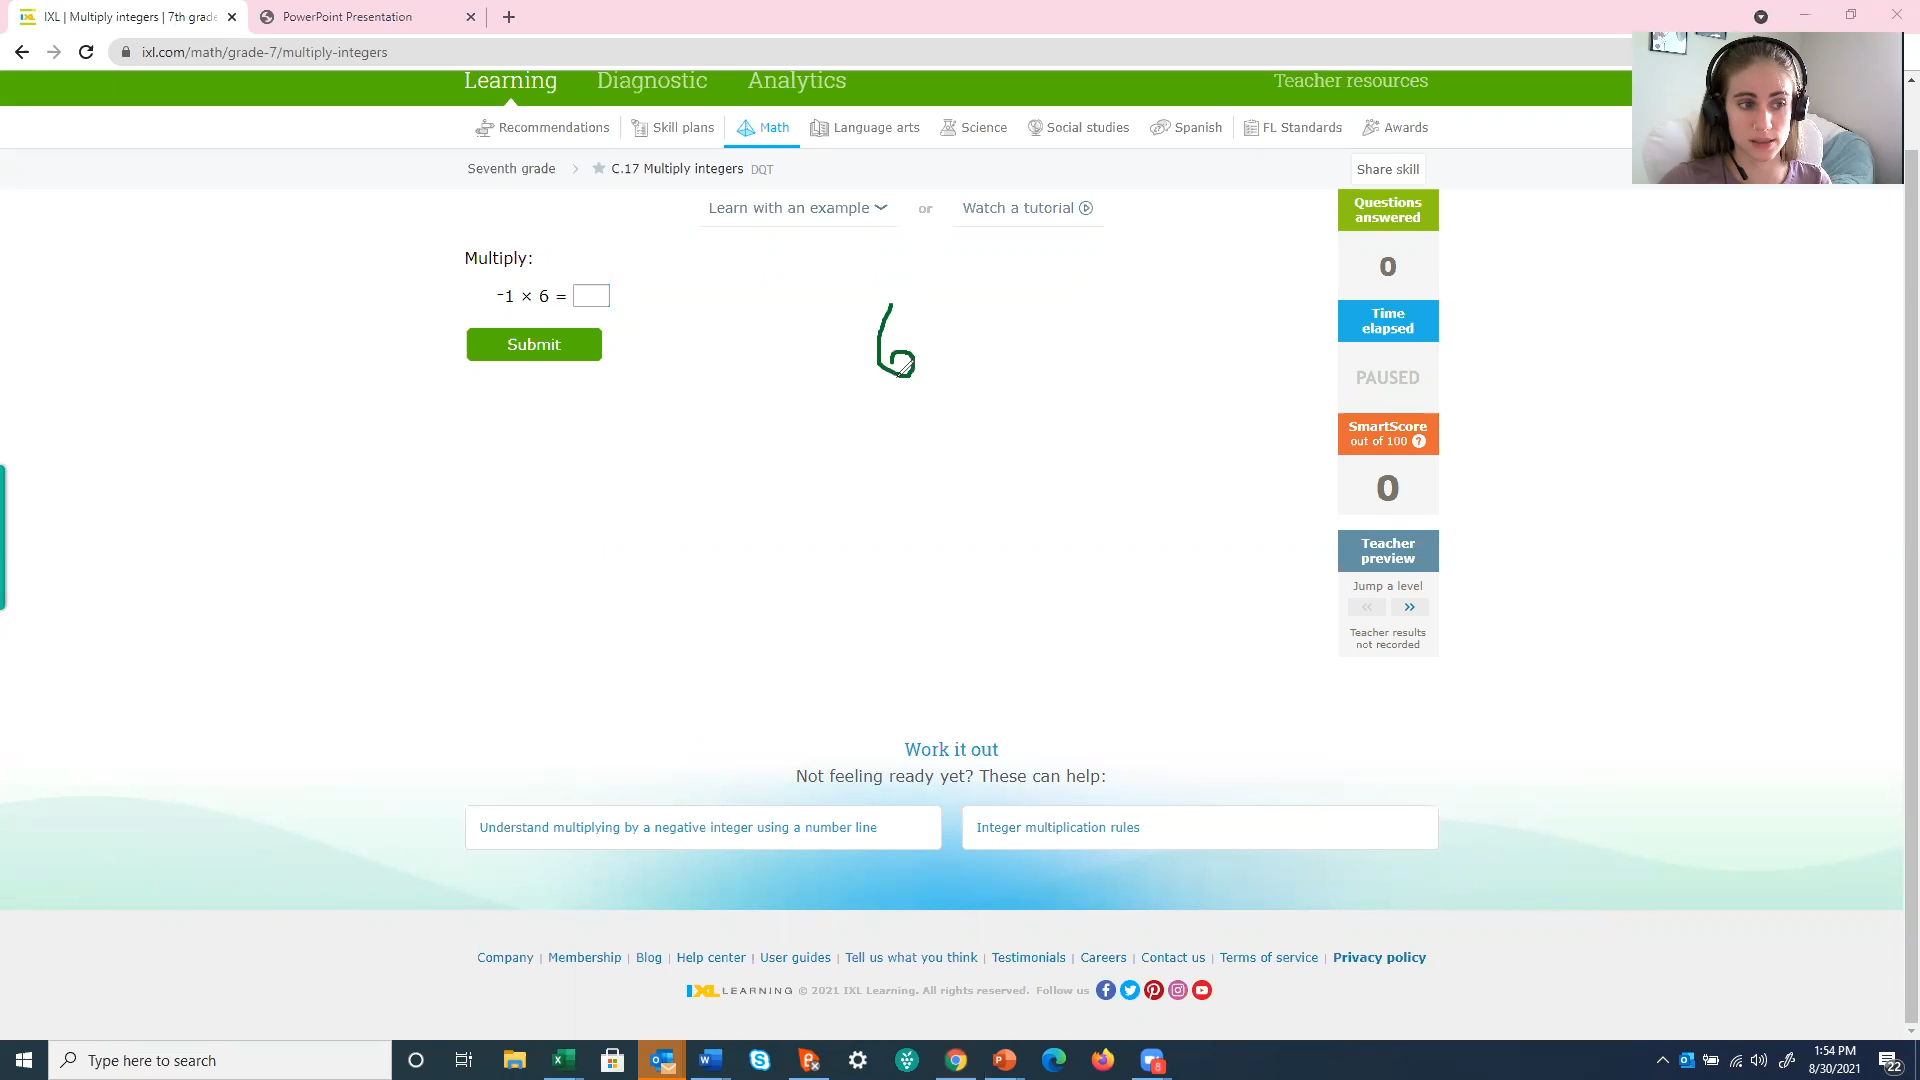 IXL | Multiply integers | 7th grade
PowerPoint Presentation
ixl.com/math/grade-7/multiply-integers
Learning Diagnostic Analytics Teacher resources
Recommendations Skill plans Math Language arts Science Social studies Spanish FL Standards Awards
Seventh grade > C.17 Multiply integers DQT
Share skill
Learn with an example or Watch a tutorial
Questions answered
0
Multiply:
-1 × 6 =
6
Submit
Time elapsed
PAUSED
SmartScore
out of 100 ?
0
Teacher preview
Jump a level
<< >>
Teacher results
not recorded
Work it out
Not feeling ready yet? These can help:
Understand multiplying by a negative integer using a number line
Integer multiplication rules
Company | Membership | Blog | Help center | User guides | Tell us what you think | Testimonials | Careers | Contact us | Terms of service | Privacy policy
IXL LEARNING © 2021 IXL Learning. All rights reserved. Follow us
Type here to search
1:54 PM
8/30/2021
22
8